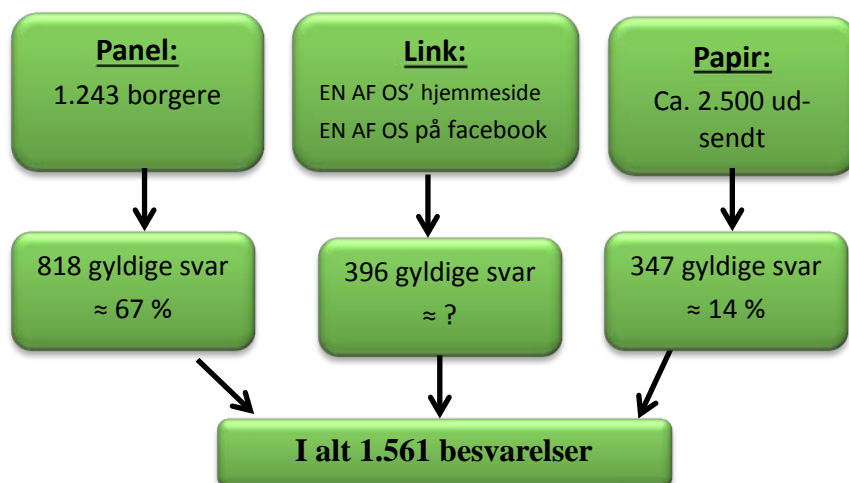 Panel:
1.243 borgere
Link:
EN AF OS' hjemmeside
EN AF OS på facebook
Papir:
Ca. 2.500 ud-
sendt
818 gyldige svar
≈ 67 %
396 gyldige svar
≈ ?
347 gyldige svar
≈ 14 %
I alt 1.561 besvarelser